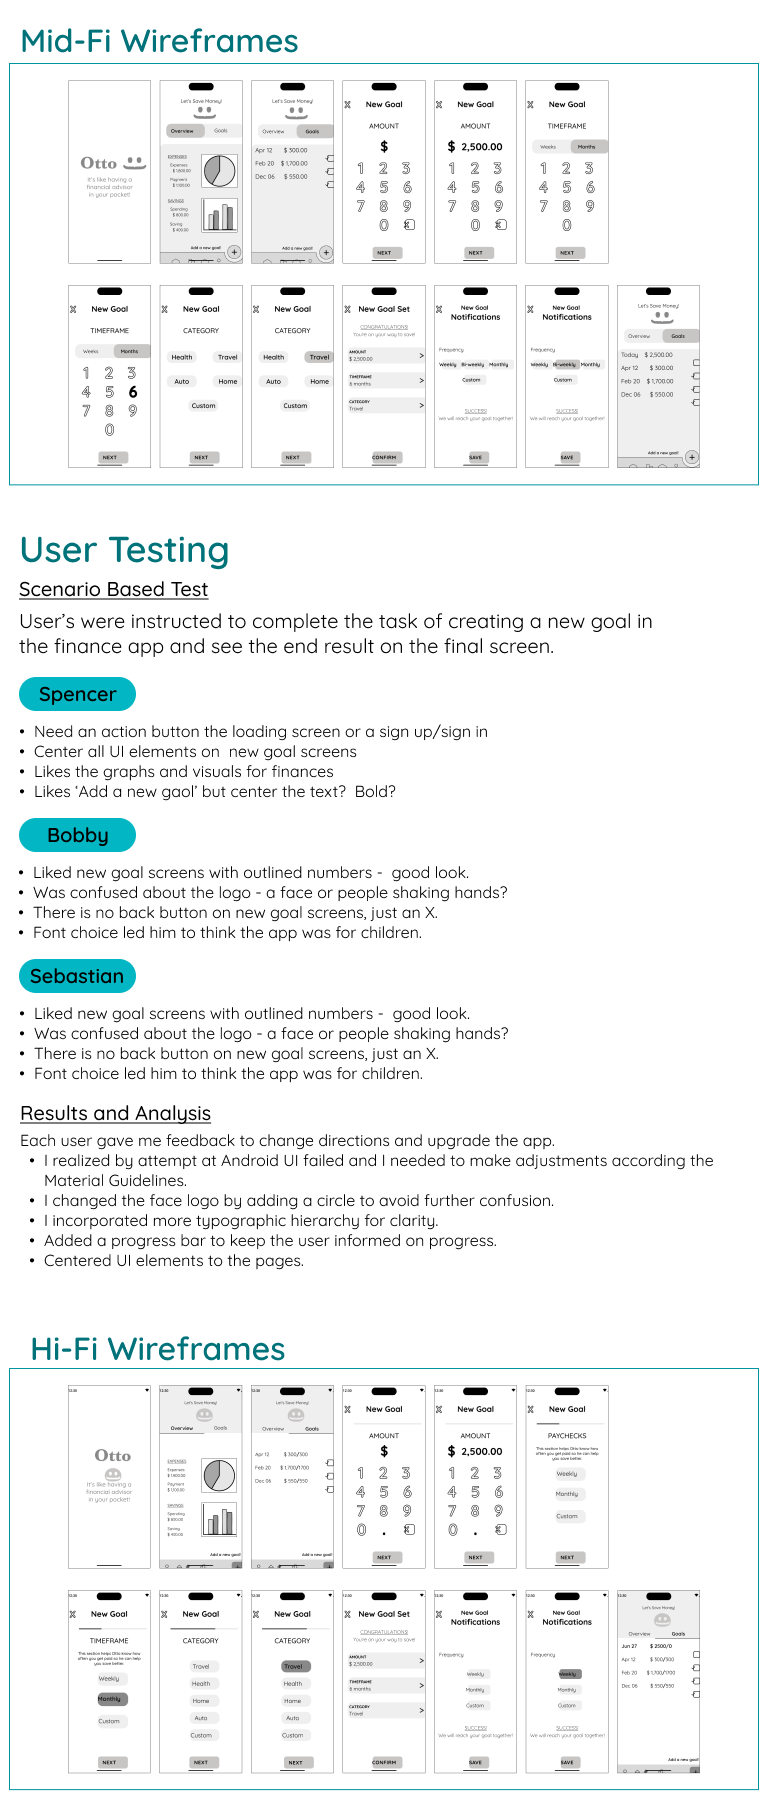 Mid-Fi Wireframes
Otto
It's like having a
financial advisor
in your pocket!
Let's Save Money!
Overview Goals
EXPENSES
Expenses
$ 1,800.00
Payment
$ 1,100.00
SAVINGS
Spending
$ 800.00
Saving
$ 400.00
Add a new goal!
+
Let's Save Money!
Overview Goals
Apr 12 $ 300.00
Feb 20 $ 1,700.00
Dec 06 $ 550.00
Add a new goal!
+
X New Goal
AMOUNT
$
1 2 3
4 5 6
7 8 9
0 X
NEXT
X New Goal
AMOUNT
$ 2,500.00
1 2 3
4 5 6
7 8 9
0 X
NEXT
New Goal
TIMEFRAME
Weeks Months
1 2 3
4 5 6
7 8 9
0
NEXT
X New Goal
TIMEFRAME
Weeks Months
1 2 3
4 5 6
7 8 9
0
NEXT
X New Goal
CATEGORY
Health Travel
Auto Home
Custom
NEXT
X New Goal
CATEGORY
Health Travel
Auto Home
Custom
NEXT
X New Goal Set
CONGRATULATIONS!
You're on your way to save!
AMOUNT
$ 2,500.00 >
TIMEFRAME
6 months >
CATEGORY
Travel >
CONFIRM
New Goal
X Notifications
Frequency
Weekly Bi-weekly Monthly
Custom
SUCCESS!
We will reach your goal together!
SAVE
New Goal
X Notifications
Frequency
Weekly Bi-weekly Monthly
Custom
SUCCESS!
We will reach your goal together!
SAVE
Let's Save Money!
Overview Goals
Today $ 2,500.00
Apr 12 $ 300.00
Feb 20 $ 1,700.00
Dec 06 $ 550.00
Add a new goal!
+
User Testing
Scenario Based Test
User's were instructed to complete the task of creating a new goal in
the finance app and see the end result on the final screen.
Spencer
• Need an action button the loading screen or a sign up/sign in
• Center all UI elements on new goal screens
• Likes the graphs and visuals for finances
• Likes ‘Add a new gaol’ but center the text? Bold?
Bobby
• Liked new goal screens with outlined numbers - good look.
• Was confused about the logo - a face or people shaking hands?
• There is no back button on new goal screens, just an X.
• Font choice led him to think the app was for children.
Sebastian
• Liked new goal screens with outlined numbers - good look.
• Was confused about the logo - a face or people shaking hands?
• There is no back button on new goal screens, just an X.
• Font choice led him to think the app was for children.
Results and Analysis
Each user gave me feedback to change directions and upgrade the app.
• I realized by attempt at Android UI failed and I needed to make adjustments according the
Material Guidelines.
• I changed the face logo by adding a circle to avoid further confusion.
• I incorporated more typographic hierarchy for clarity.
• Added a progress bar to keep the user informed on progress.
• Centered UI elements to the pages.
Hi-Fi Wireframes
12:30
Otto
It's like having a
financial advisor
in your pocket!
12:30
Let's Save Money!
Overview Goals
EXPENSES
Expenses
$ 1,800.00
Payment
$ 1,100.00
SAVINGS
Spending
$ 800.00
Saving
$ 400.00
Add a new goal!
12:30
Let's Save Money!
Overview Goals
Apr 12 $ 300/300
Feb 20 $ 1,700/1700
Dec 06 $ 550/550
Add a new goal!
12:30
X New Goal
AMOUNT
$
1 2 3
4 5 6
7 8 9
0 . X
NEXT
12:30
X New Goal
AMOUNT
$ 2,500.00
1 2 3
4 5 6
7 8 9
0 . X
NEXT
12:30
X New Goal
PAYCHECKS
This section helps Otto know how
often you get paid so he can help
you save better.
Weekly
Monthly
Custom
NEXT
12:30
X New Goal
TIMEFRAME
This section helps Otto know how
often you get paid so he can help
you save better.
Weekly
Monthly
Custom
NEXT
12:30
X New Goal
CATEGORY
Travel
Health
Home
Auto
Custom
NEXT
12:30
X New Goal
CATEGORY
Travel
Health
Home
Auto
Custom
NEXT
12:30
X New Goal Set
CONGRATULATIONS!
You're on your way to save!
AMOUNT
$ 2,500.00 >
TIMEFRAME
6 months >
CATEGORY
Travel >
CONFIRM
12:30
New Goal
X Notifications
Frequency
Weekly
Monthly
Custom
SUCCESS!
We will reach your goal together!
SAVE
12:30
New Goal
X Notifications
Frequency
Weekly
Monthly
Custom
SUCCESS!
We will reach your goal together!
SAVE
12:30
Let's Save Money!
Overview Goals
Jun 27 $ 2500/0
Apr 12 $ 300/300
Feb 20 $ 1,700/1700
Dec 06 $ 550/550
Add a new goal!